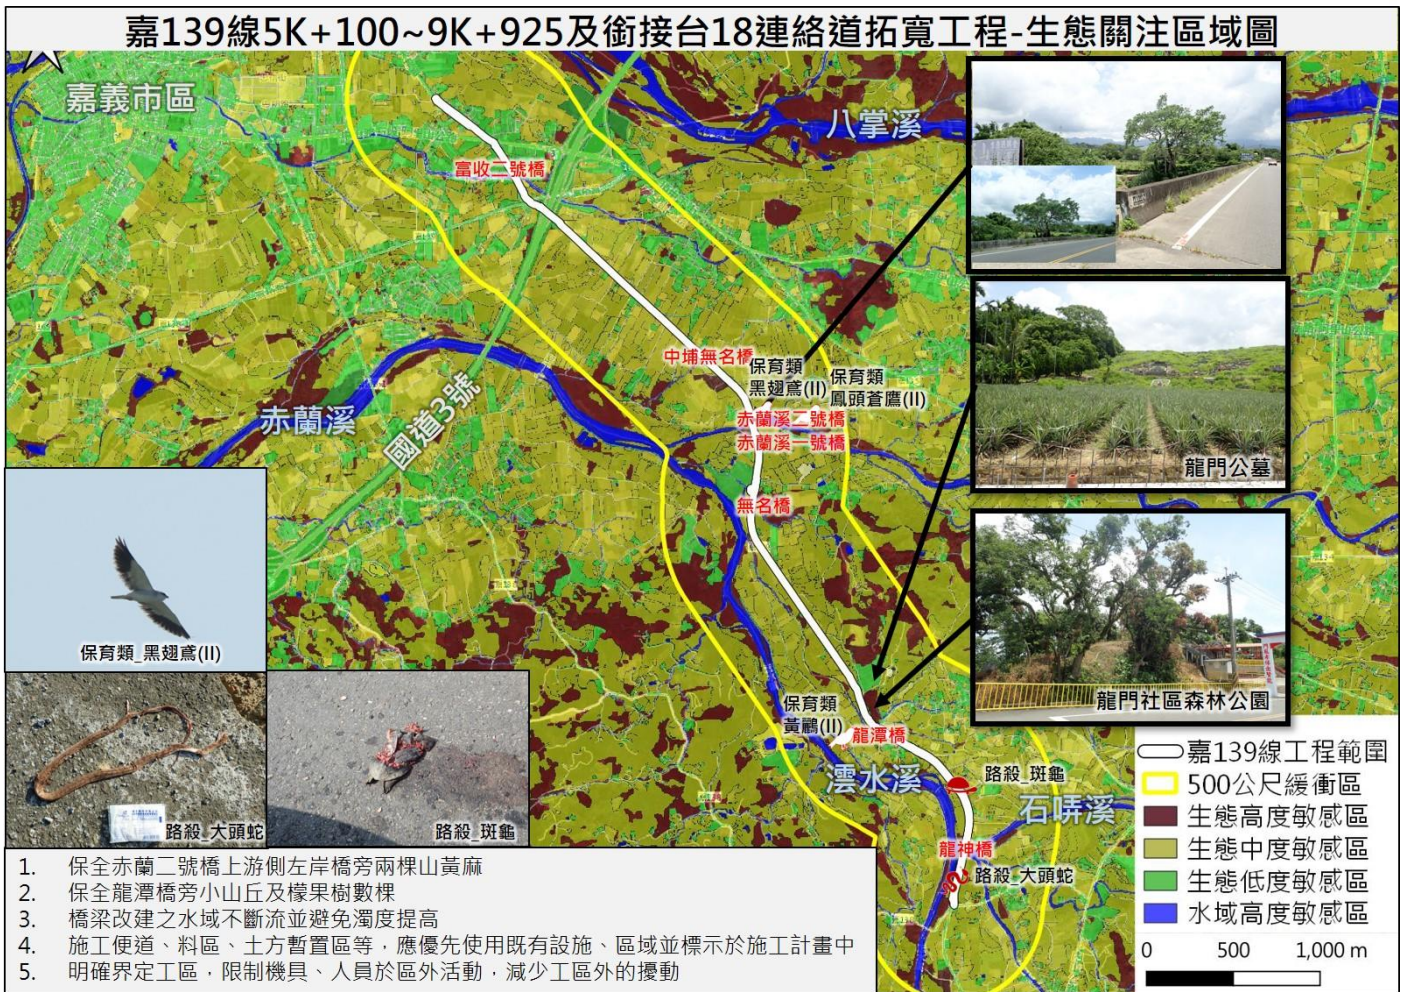 嘉139線5K+100~9K+925及銜接台18連絡道拓寬工程-生態關注區域圖
嘉義市區
八掌溪
富收二號橋
中埔無名橋
保育類
黑翅鳶(II)
保育類
鳳頭蒼鷹(II)
赤蘭溪二號橋
赤蘭溪一號橋
赤蘭溪
國道3號
無名橋
龍門公墓
龍門社區森林公園
保育類_黑翅鳶(II)
路殺_大頭蛇
路殺_斑龜
保育類
黃鸝(II)
龍潭橋
澐水溪
路殺_斑龜
石哢溪
龍神橋
路殺_大頭蛇
嘉139線工程範圍
500公尺緩衝區
生態高度敏感區
生態中度敏感區
生態低度敏感區
水域高度敏感區
0 500 1,000 m
1. 保全赤蘭二號橋上游側左岸橋旁兩棵山黃麻
2. 保全龍潭橋旁小山丘及檬果樹數棵
3. 橋梁改建之水域不斷流並避免濁度提高
4. 施工便道、料區、土方暫置區等，應優先使用既有設施、區域並標示於施工計畫中
5. 明確界定工區，限制機具、人員於區外活動，減少工區外的擾動